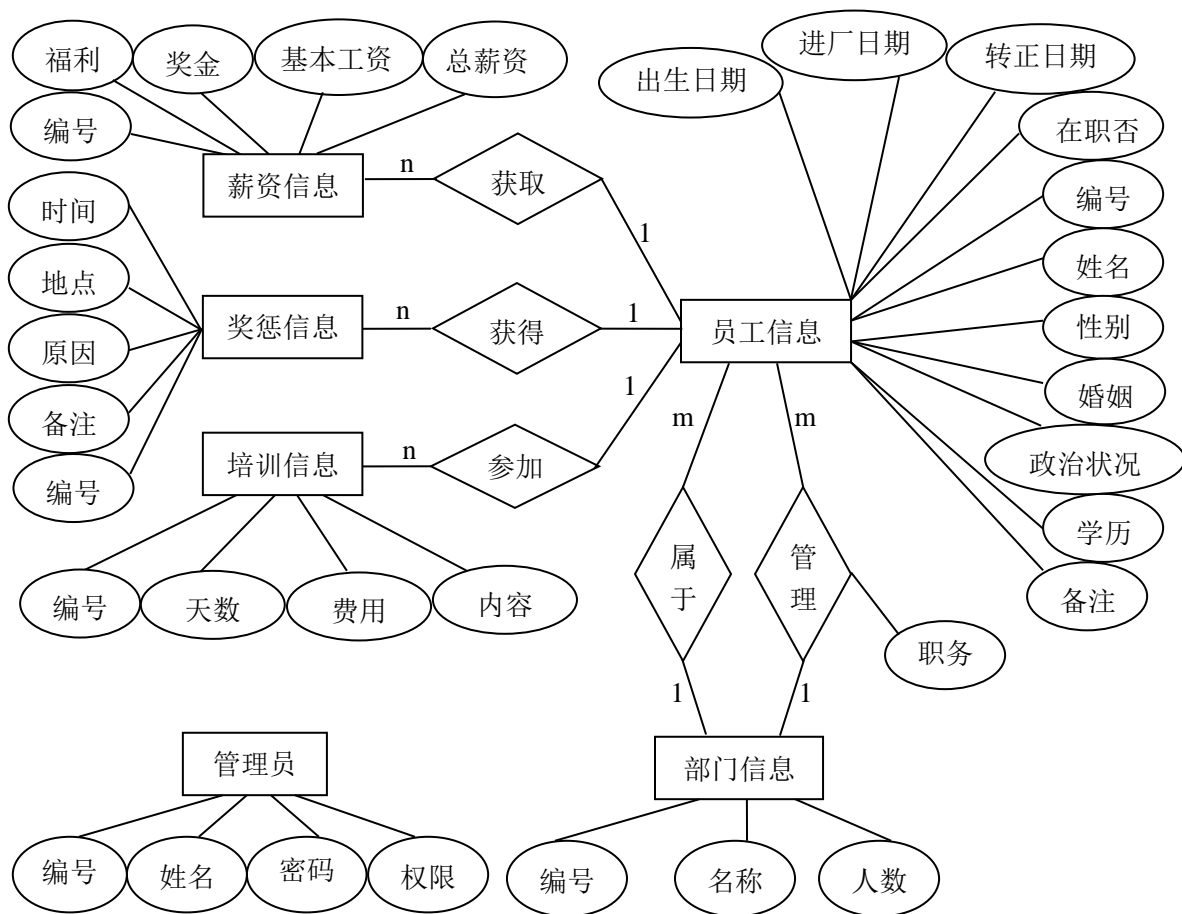 福利
奖金
基本工资
总薪资
编号
薪资信息
n
获取
1
出生日期
进厂日期
转正日期
在职否
编号
姓名
性别
婚姻
政治状况
学历
备注
员工信息
时间
地点
原因
备注
编号
奖惩信息
n
获得
1
培训信息
n
参加
1
编号
天数
费用
内容
m
m
属于
管理
职务
1
1
管理员
编号
姓名
密码
权限
部门信息
编号
名称
人数